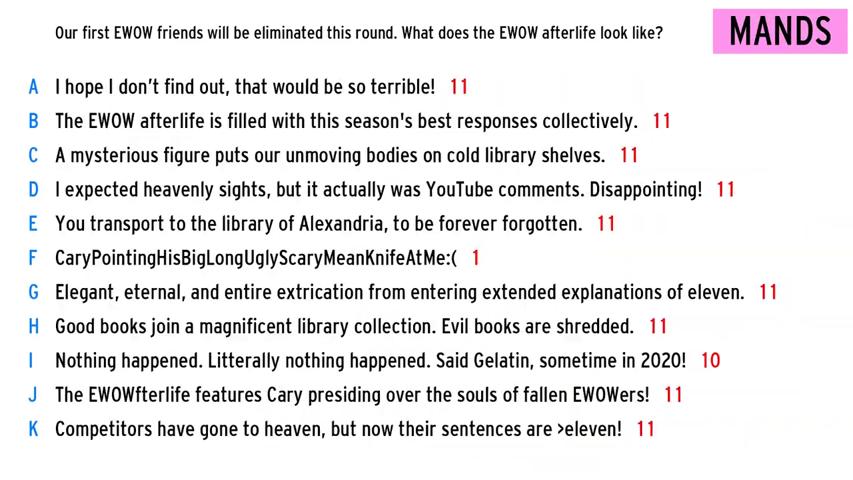 Our first EWOW friends will be eliminated this round. What does the EWOW afterlife look like?
MANDS
A I hope I don't find out, that would be so terrible! 11
B The EWOW afterlife is filled with this season's best responses collectively. 11
C A mysterious figure puts our unmoving bodies on cold library shelves. 11
D I expected heavenly sights, but it actually was YouTube comments. Disappointing! 11
E You transport to the library of Alexandria, to be forever forgotten. 11
F CaryPointingHisBigLongUglyScaryMeanKnifeAtMe:( 1
G Elegant, eternal, and entire extrication from entering extended explanations of eleven. 11
H Good books join a magnificent library collection. Evil books are shredded. 11
I Nothing happened. Litterally nothing happened. Said Gelatin, sometime in 2020! 10
J The EWOWfterlife features Cary presiding over the souls of fallen EWOWers! 11
K Competitors have gone to heaven, but now their sentences are >eleven! 11